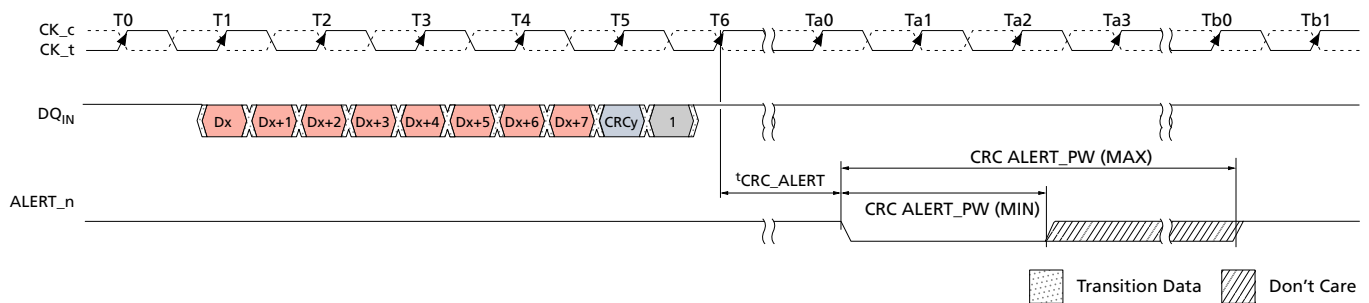 T0 T1 T2 T3 T4 T5 T6 Ta0 Ta1 Ta2 Ta3 Tb0 Tb1
CK_c
CK_t
DQIN
Dx Dx+1 Dx+2 Dx+3 Dx+4 Dx+5 Dx+6 Dx+7 CRCy 1
CRC ALERT_PW (MAX)
tCRC_ALERT
CRC ALERT_PW (MIN)
ALERT_n
Transition Data Don't Care